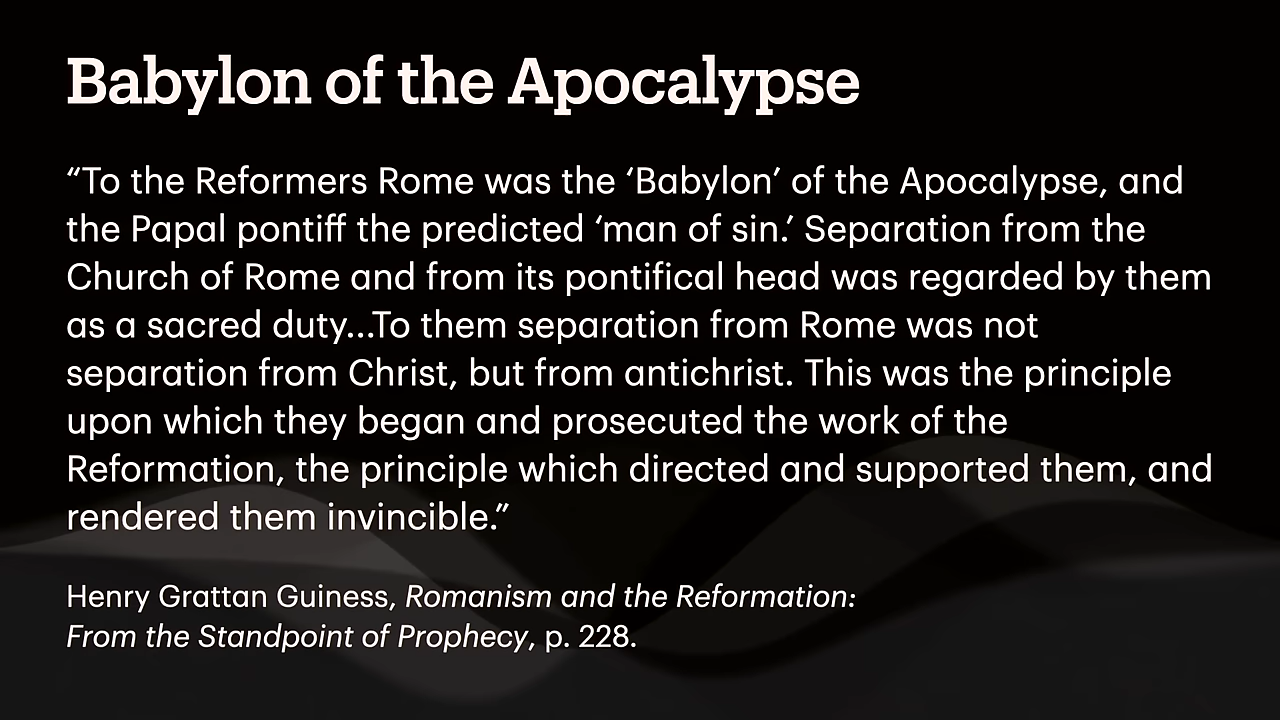 Babylon of the Apocalypse
“To the Reformers Rome was the ‘Babylon’ of the Apocalypse, and
the Papal pontiff the predicted ‘man of sin.’ Separation from the
Church of Rome and from its pontifical head was regarded by them
as a sacred duty...To them separation from Rome was not
separation from Christ, but from antichrist. This was the principle
upon which they began and prosecuted the work of the
Reformation, the principle which directed and supported them, and
rendered them invincible.”
Henry Grattan Guiness, Romanism and the Reformation:
From the Standpoint of Prophecy, p. 228.